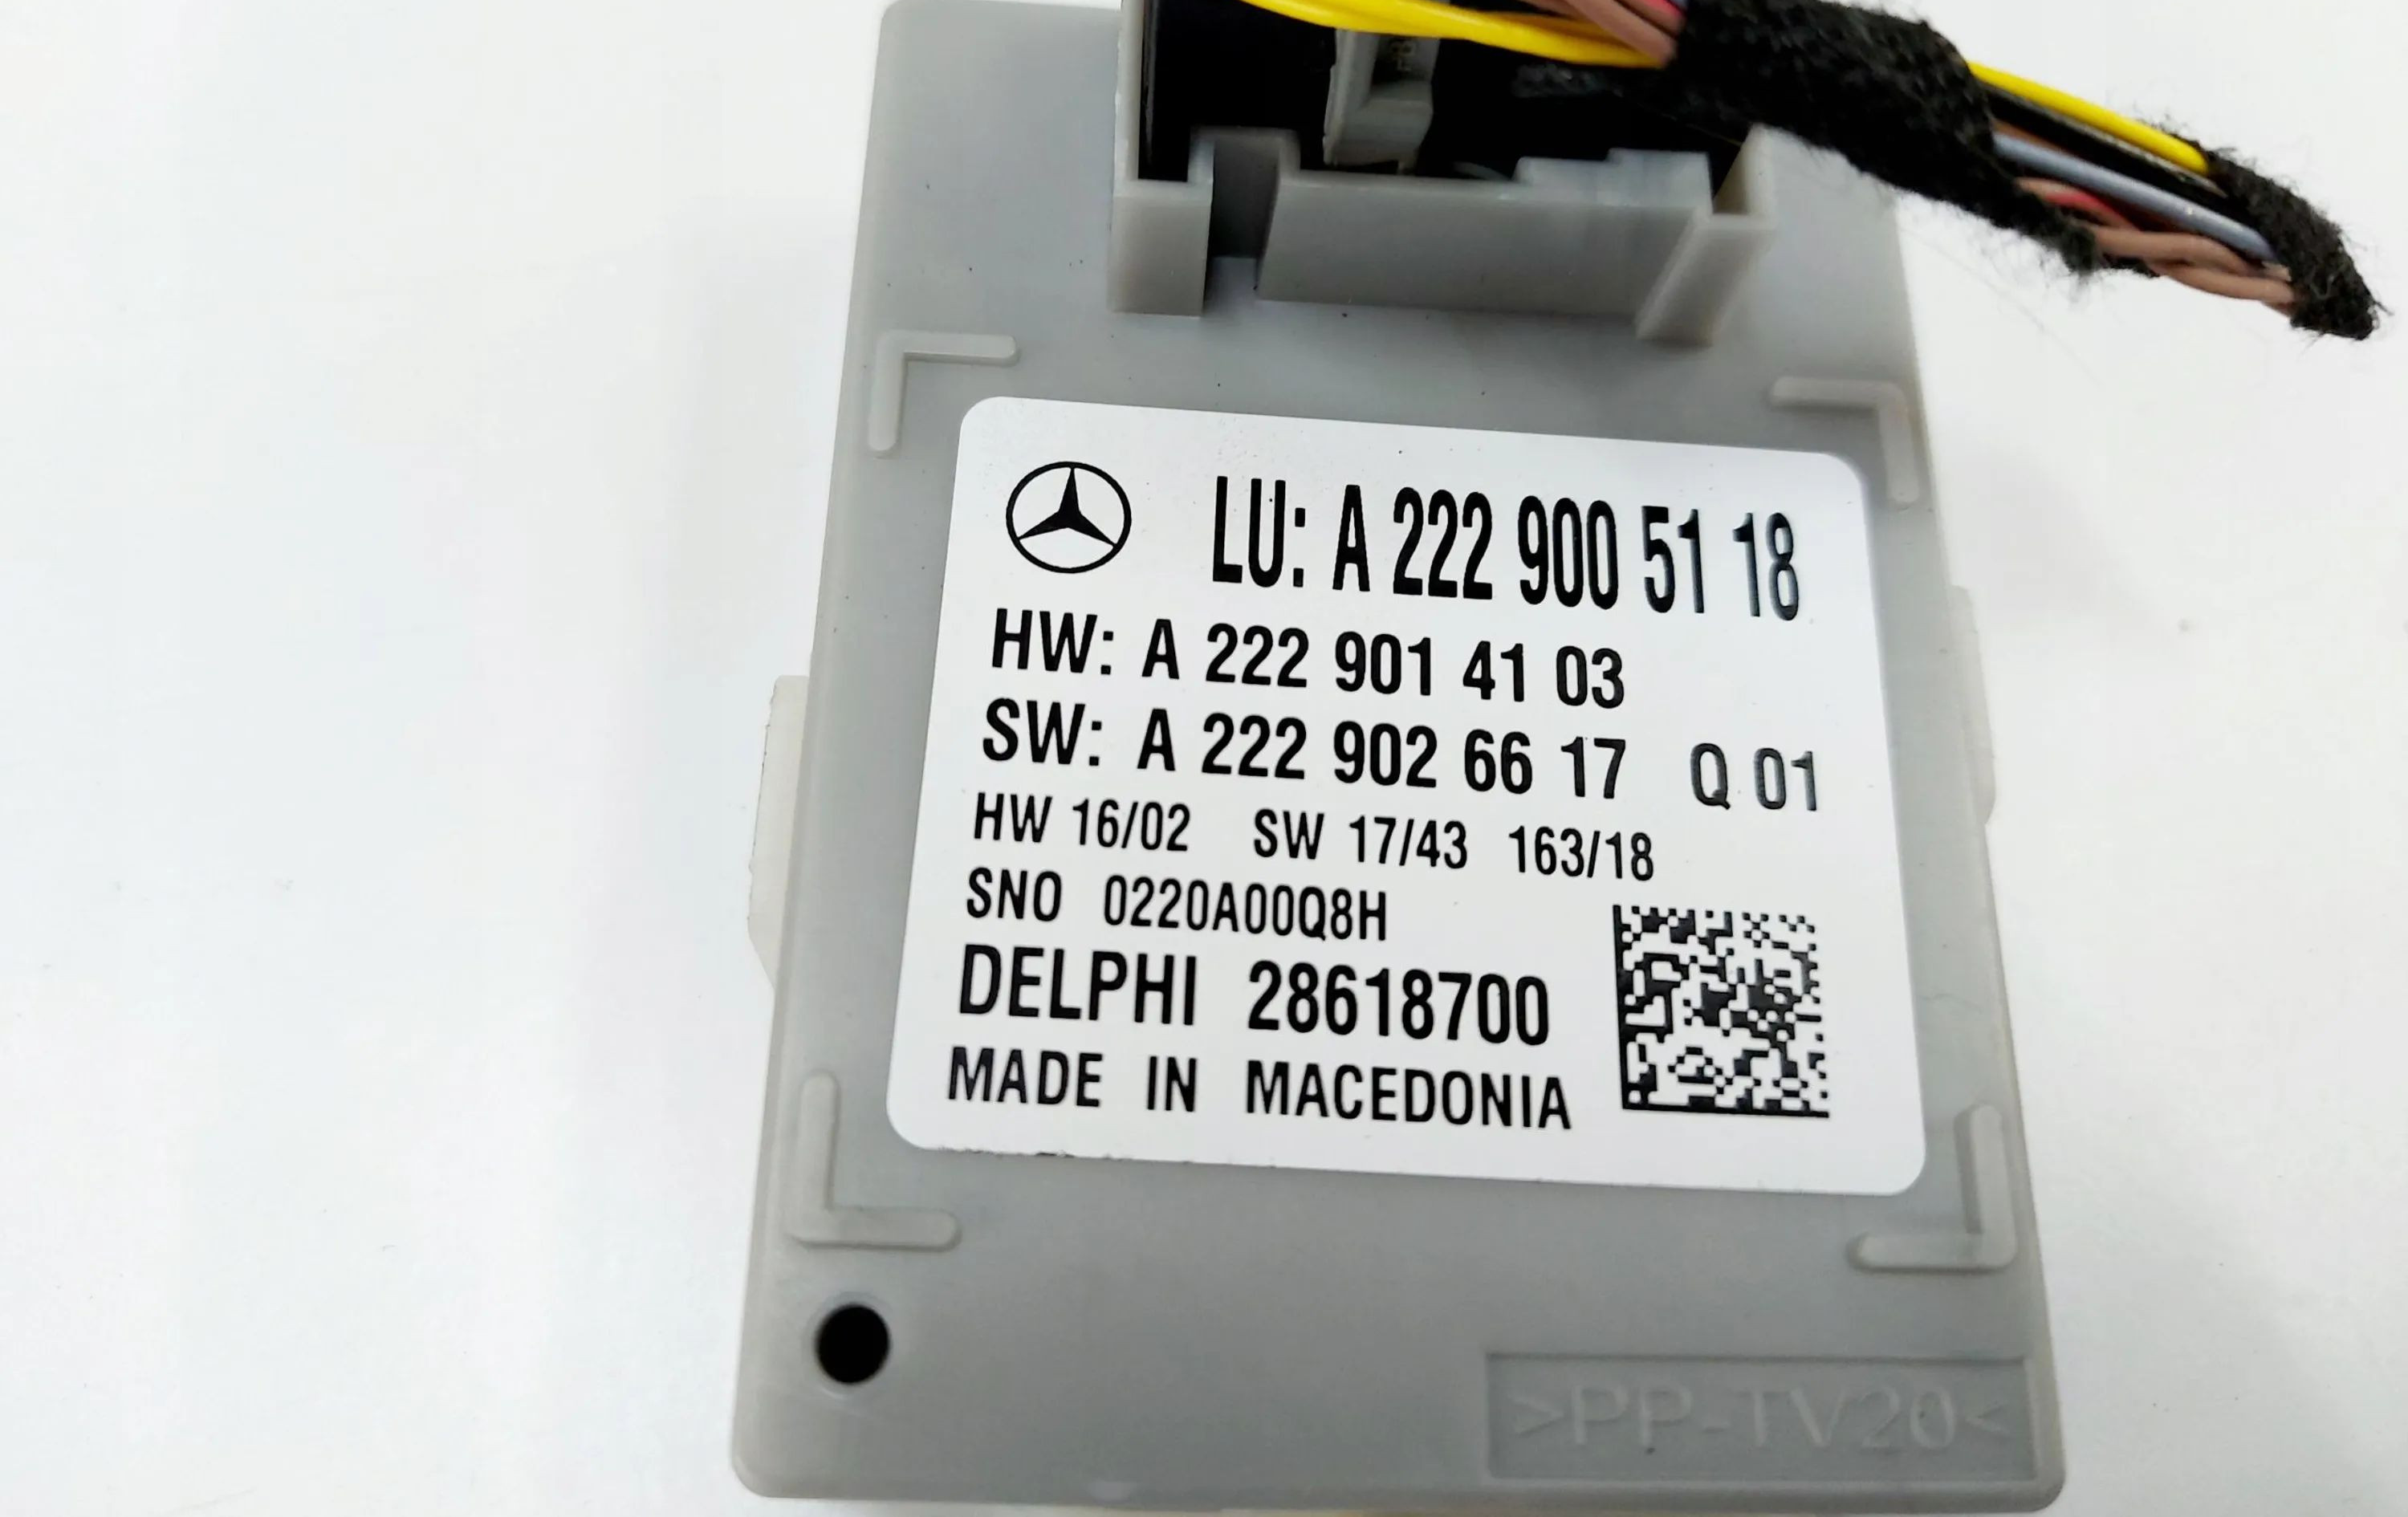 LU: A 222 900 51 18
HW: A 222 901 41 03
SW: A 222 902 66 17 Q 01
HW 16/02 SW 17/43 163/18
SNO 0220A00Q8H
DELPHI 28618700
MADE IN MACEDONIA
>PP-TV20<